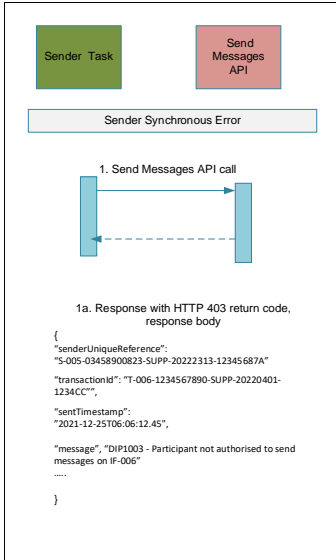 Sender Task
Send
Messages
API
Sender Synchronous Error
1. Send Messages API call
1a. Response with HTTP 403 return code,
response body
{
“senderUniqueReference”:
“S-005-03458900823-SUPP-20222313-12345687A”
“transactionId”: “T-006-1234567890-SUPP-20220401-
1234CC””,
“sentTimestamp”:
"2021-12-25T06:06:12.45",
“message”, “DIP1003 - Participant not authorised to send
messages on IF-006”
.....
}